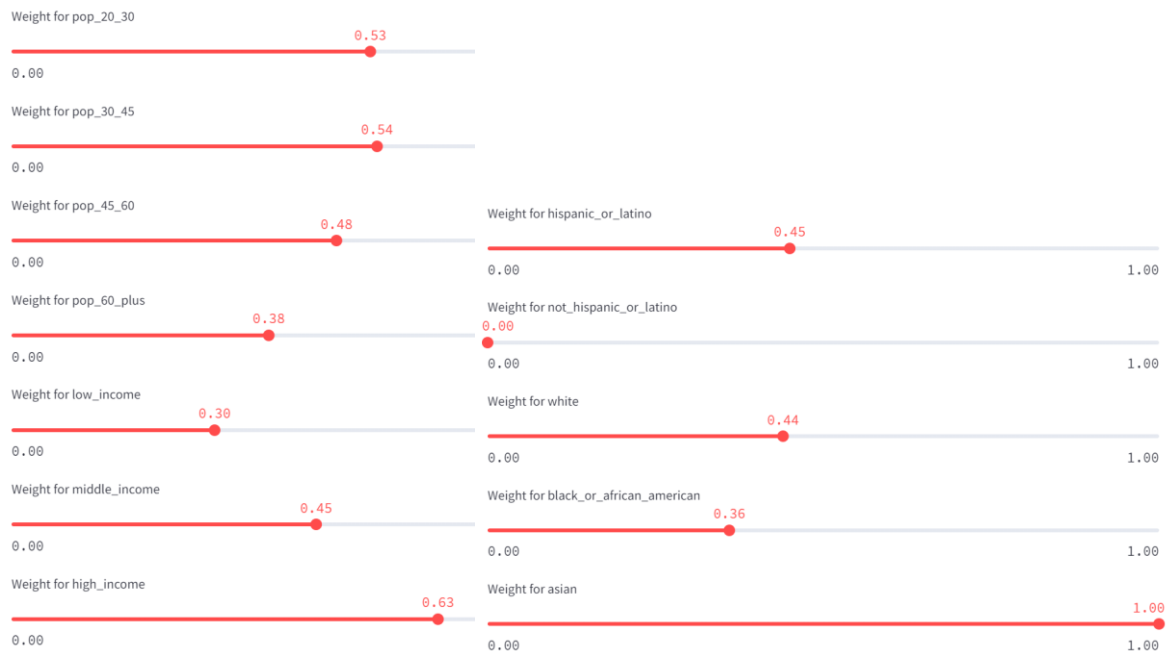 Weight for pop_20_30
0.53
0.00
Weight for pop_30_45
0.54
0.00
Weight for pop_45_60
0.48
0.00
Weight for pop_60_plus
0.38
0.00
Weight for low_income
0.30
0.00
Weight for middle_income
0.45
0.00
Weight for high_income
0.63
0.00
Weight for hispanic_or_latino
0.45
0.00 1.00
Weight for not_hispanic_or_latino
0.00
0.00 1.00
Weight for white
0.44
0.00 1.00
Weight for black_or_african_american
0.36
0.00 1.00
Weight for asian
1.00
0.00 1.00